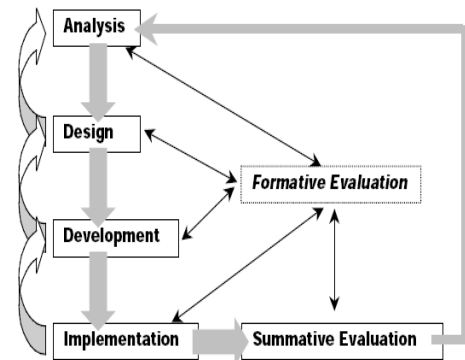 Analysis
Design
Formative Evaluation
Development
Implementation
Summative Evaluation